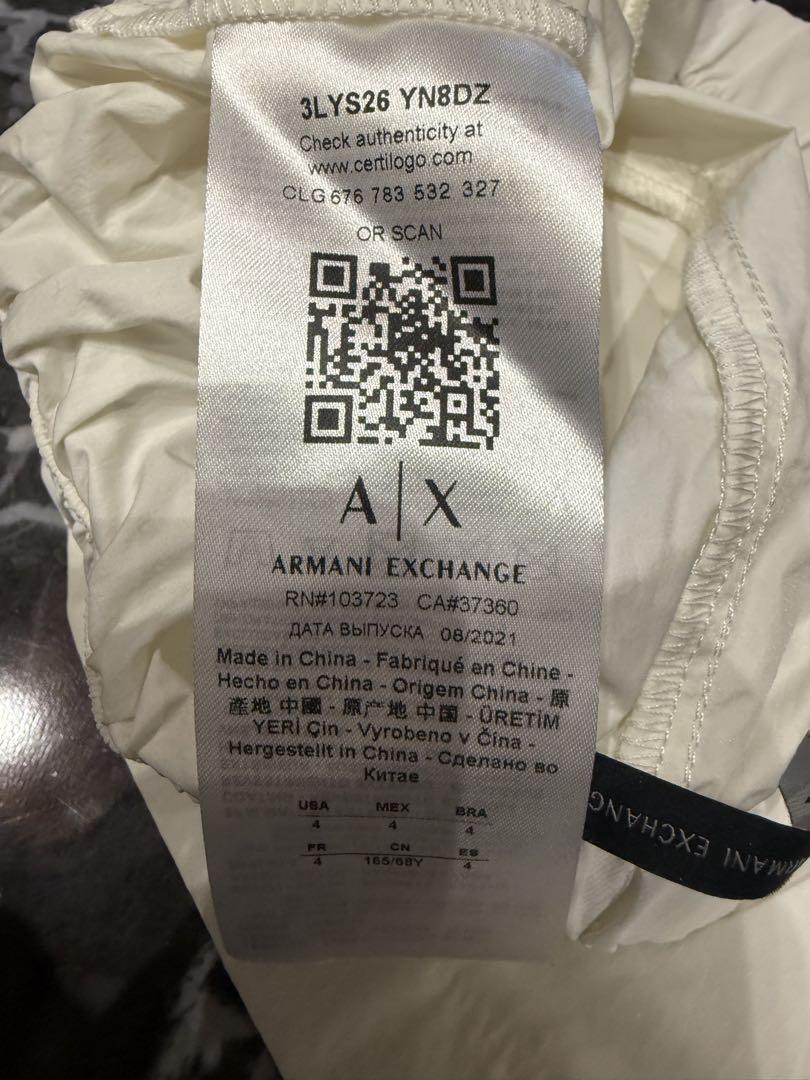 3LYS26 YN8DZ
Check authenticity at
www.certilogo.com
CLG 676 783 532 327
OR SCAN
A|X
ARMANI EXCHANGE
RN#103723 CA#37360
ДАТА ВЫПУСКА 08/2021
Made in China - Fabriqué en Chine -
Hecho en China - Origem China - 原
產地 中國 - 原产地 中国 - ÜRETİM
YERİ Çin - Vyrobeno v Čína -
Hergestellt in China - Сделано во
Китае
USA MEX BRA
4 4 4
FR CN ES
4 165/68Y 4
ARMANI EXCHANG